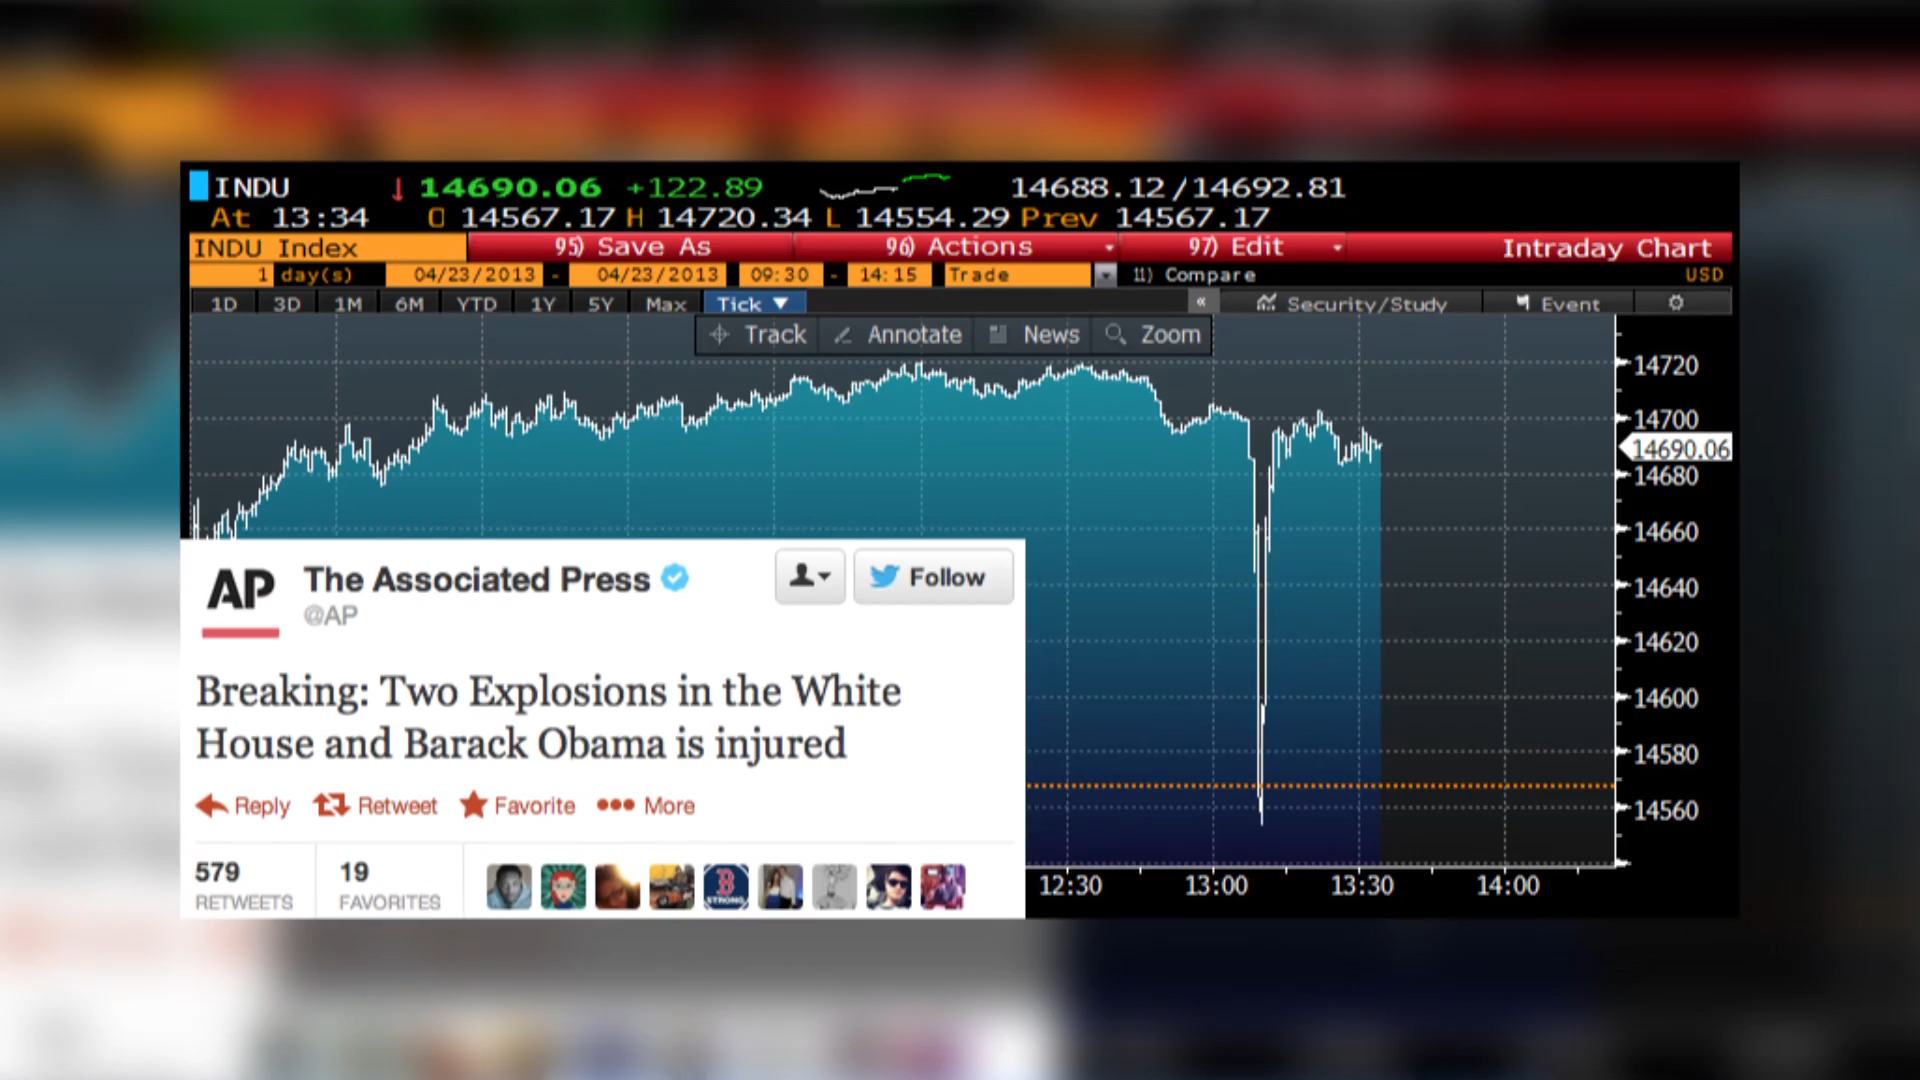 INDU ↓ 14690.06 +122.89 14688.12/14692.81
At 13:34 O 14567.17 H 14720.34 L 14554.29 Prev 14567.17
INDU Index 95) Save As 96) Actions 97) Edit Intraday Chart
1 day(s) 04/23/2013 - 04/23/2013 09:30 - 14:15 Trade 11) Compare USD
1D 3D 1M 6M YTD 1Y 5Y Max Tick « Security/Study Event
Track Annotate News Zoom
14720
14700
14690.06
14680
14660
14640
14620
14600
14580
14560
12:30 13:00 13:30 14:00
AP The Associated Press
@AP
Follow
Breaking: Two Explosions in the White
House and Barack Obama is injured
Reply Retweet Favorite More
579 19
RETWEETS FAVORITES
B
STRONG